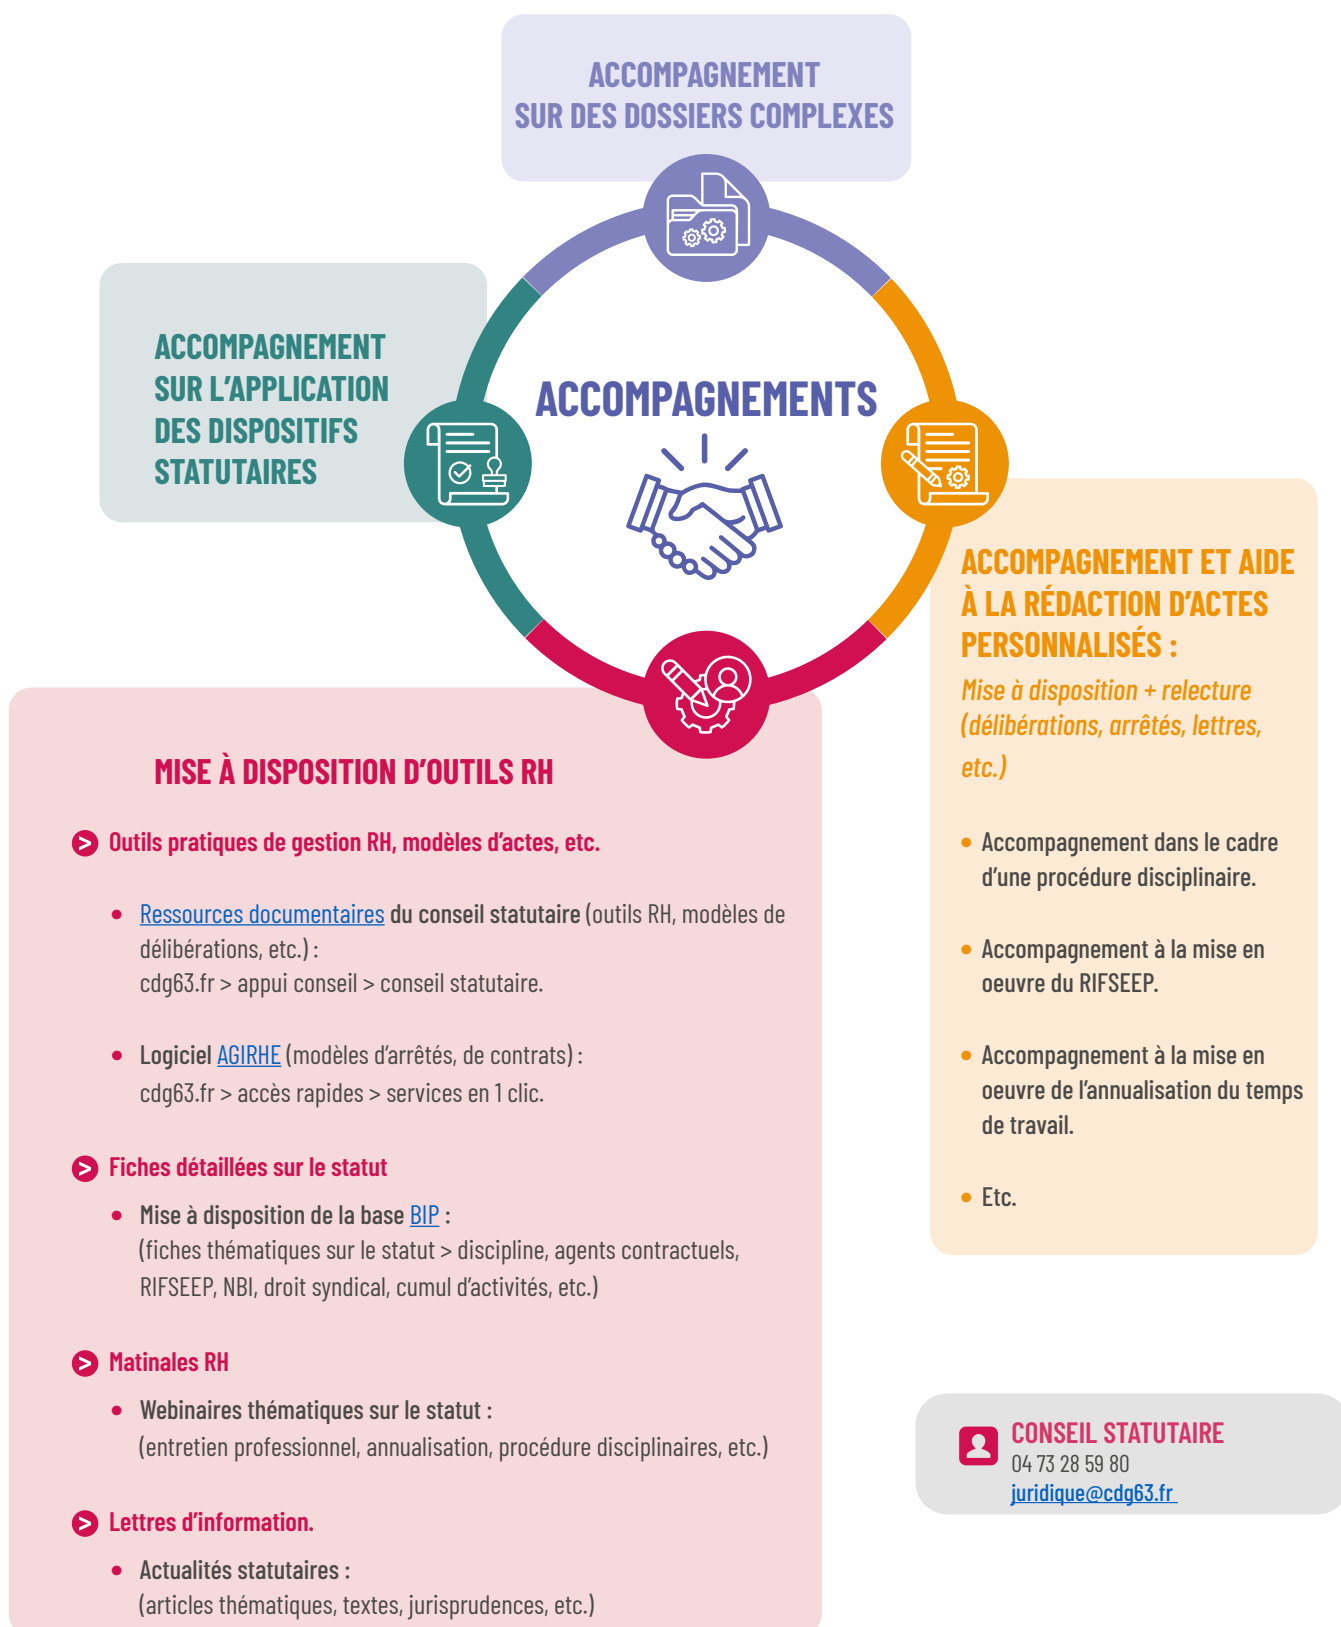 ACCOMPAGNEMENT
SUR DES DOSSIERS COMPLEXES
ACCOMPAGNEMENT
SUR L'APPLICATION
DES DISPOSITIFS
STATUTAIRES
ACCOMPAGNEMENTS
ACCOMPAGNEMENT ET AIDE
À LA RÉDACTION D'ACTES
PERSONNALISÉS :
Mise à disposition + relecture
(délibérations, arrêtés, lettres,
etc.)
• Accompagnement dans le cadre
d'une procédure disciplinaire.
• Accompagnement à la mise en
oeuvre du RIFSEEP.
• Accompagnement à la mise en
oeuvre de l'annualisation du temps
de travail.
• Etc.
MISE À DISPOSITION D'OUTILS RH
> Outils pratiques de gestion RH, modèles d'actes, etc.
• Ressources documentaires du conseil statutaire (outils RH, modèles de
délibérations, etc.) :
cdg63.fr > appui conseil > conseil statutaire.
• Logiciel AGIRHE (modèles d'arrêtés, de contrats) :
cdg63.fr > accès rapides > services en 1 clic.
> Fiches détaillées sur le statut
• Mise à disposition de la base BIP :
(fiches thématiques sur le statut > discipline, agents contractuels,
RIFSEEP, NBI, droit syndical, cumul d'activités, etc.)
> Matinales RH
• Webinaires thématiques sur le statut :
(entretien professionnel, annualisation, procédure disciplinaires, etc.)
> Lettres d'information.
• Actualités statutaires :
(articles thématiques, textes, jurisprudences, etc.)
CONSEIL STATUTAIRE
04 73 28 59 80
juridique@cdg63.fr